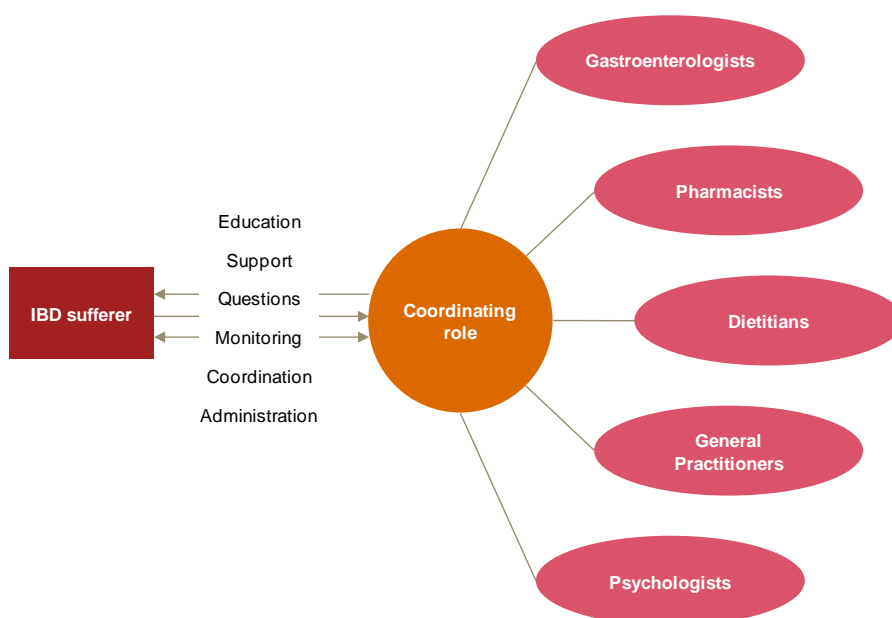 IBD sufferer
Education
Support
Questions
Monitoring
Coordination
Administration
Coordinating
role
Gastroenterologists
Pharmacists
Dietitians
General
Practitioners
Psychologists